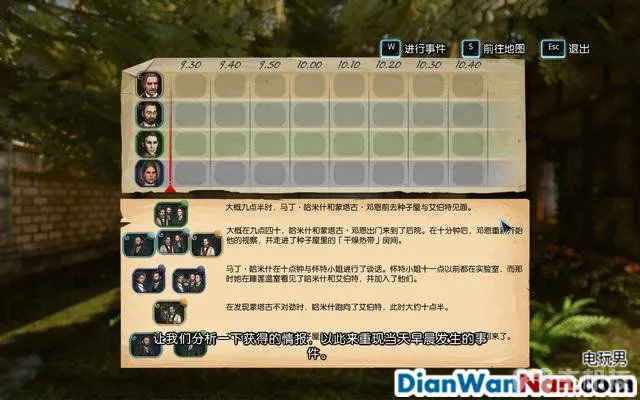 W 进行事件 S 前往地图 Esc 退出
9.30 9.40 9.50 10.00 10.10 10.20 10.30 10.40
大概九点半时，马丁·哈米什和蒙塔古·邓恩前去种子屋与艾伯特见面。
大概在九点四十，哈米什和蒙塔古·邓恩出门来到了后院。在十分钟后，邓恩重新开始
他的视察，并走进了种子屋里的「干燥热带」房间。
马丁·哈米什在十点钟与怀特小姐进行了谈话。怀特小姐十一点以前都在实验室，而那
时她在睡莲温室看见了哈米什和艾伯特，并加入了他们。
在发现蒙塔古不对劲时，哈米什跑向了艾伯特，此时大约十点半。
让我们分析一下获得的情报，以此来重现当天早晨发生的事
件。
电玩男
DianWanNan.com